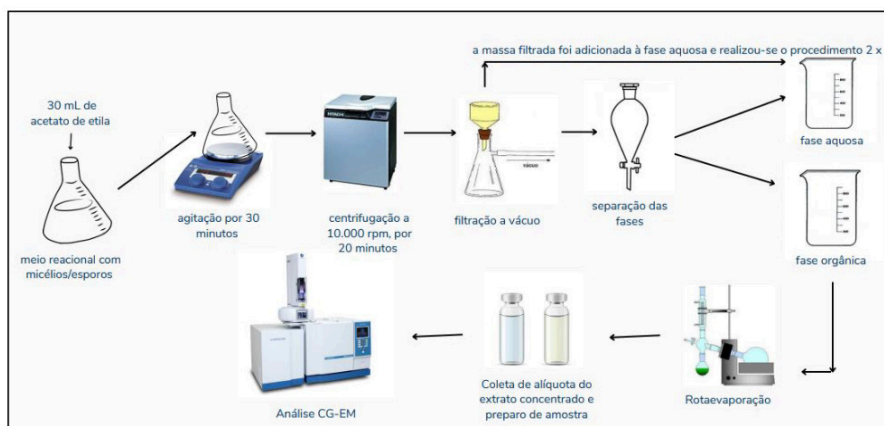 a massa filtrada foi adicionada à fase aquosa e realizou-se o procedimento 2 x
30 mL de
acetato de etila
meio reacional com
micélios/esporos
agitação por 30
minutos
HITACHI
centrifugação a
10.000 rpm, por
20 minutos
filtração a vácuo
vácuo
separação das
fases
fase aquosa
fase orgânica
Rotaevaporação
Coleta de alíquota do
extrato concentrado e
preparo de amostra
Análise CG-EM